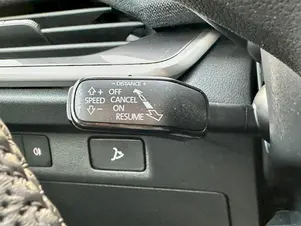 - DISTANCE +
+ OFF
SPEED CANCEL
- ON
RESUME